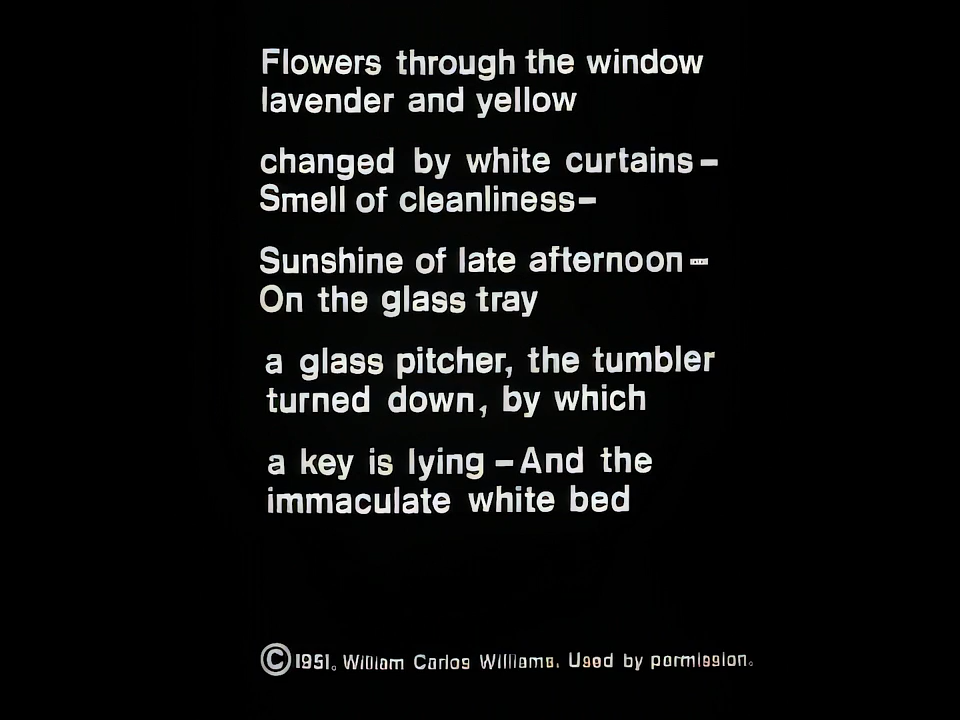 Flowers through the window
lavender and yellow
changed by white curtains –
Smell of cleanliness –
Sunshine of late afternoon –
On the glass tray
a glass pitcher, the tumbler
turned down, by which
a key is lying – And the
immaculate white bed
© 1951. William Carlos Williams. Used by permission.